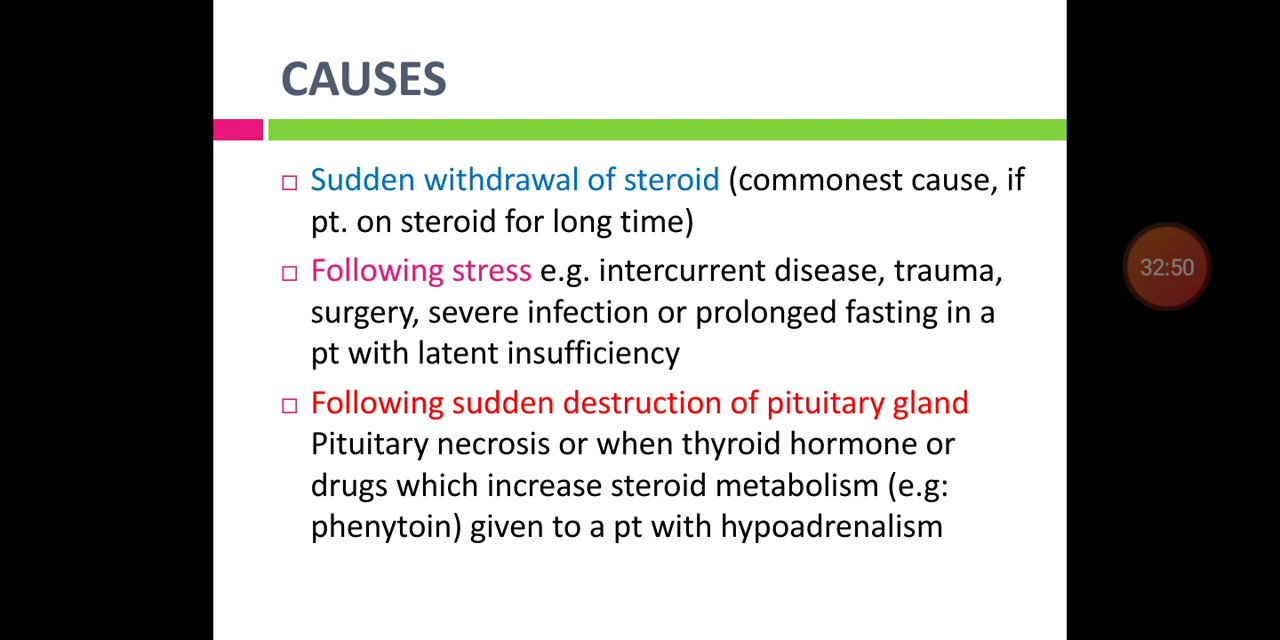 CAUSES
Sudden withdrawal of steroid (commonest cause, if
pt. on steroid for long time)
Following stress e.g. intercurrent disease, trauma,
surgery, severe infection or prolonged fasting in a
pt with latent insufficiency
Following sudden destruction of pituitary gland
Pituitary necrosis or when thyroid hormone or
drugs which increase steroid metabolism (e.g:
phenytoin) given to a pt with hypoadrenalism
32:50